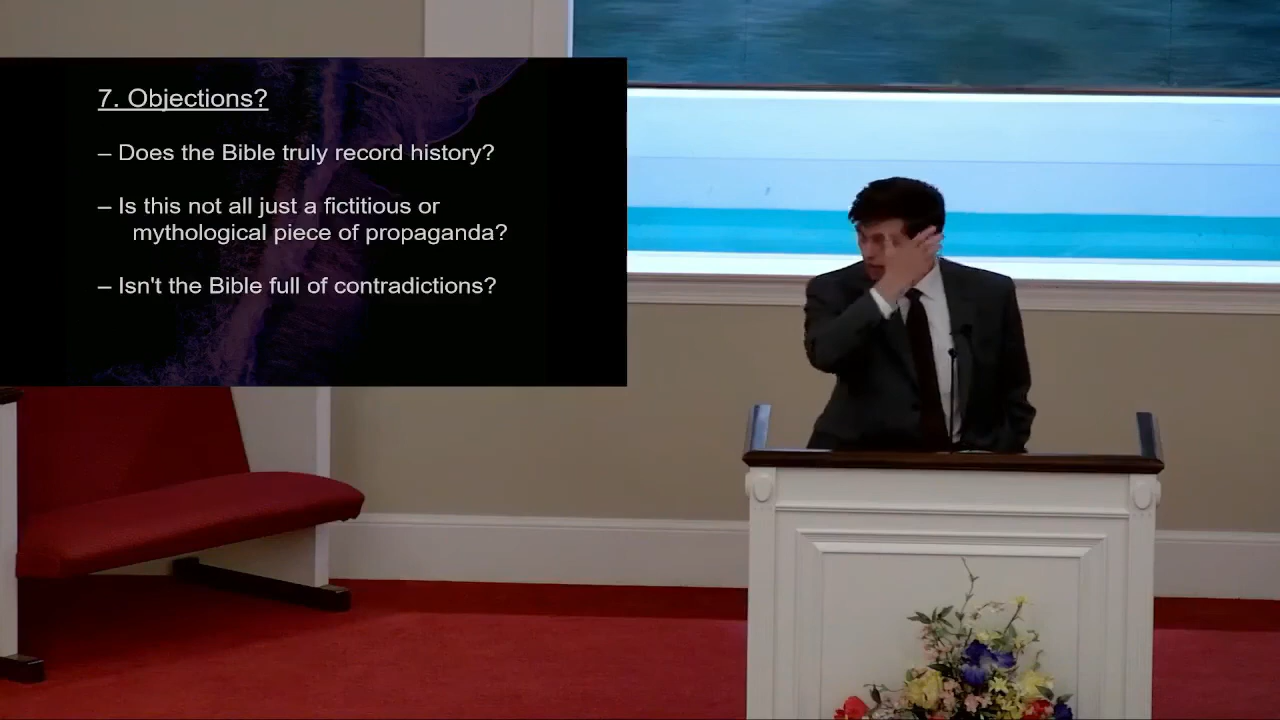 7. Objections?
– Does the Bible truly record history?
– Is this not all just a fictitious or
mythological piece of propaganda?
– Isn't the Bible full of contradictions?